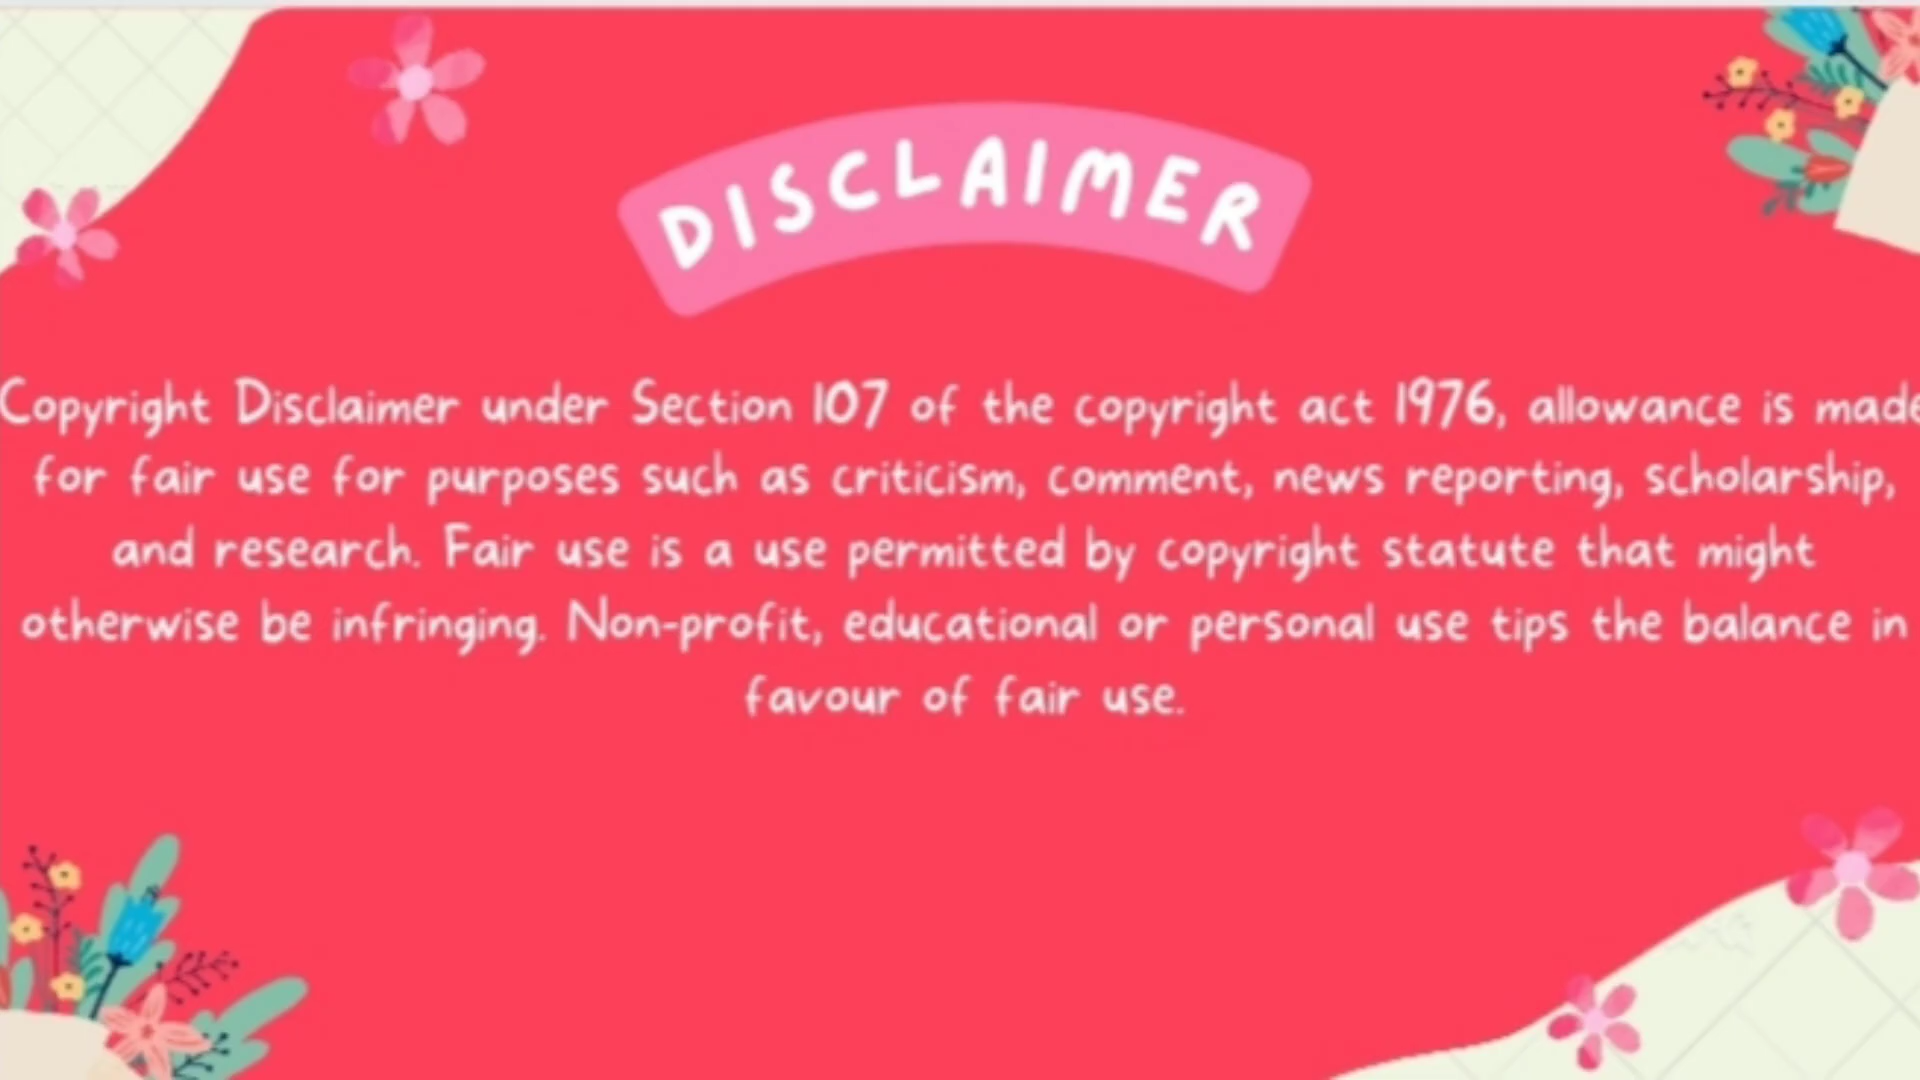 DISCLAIMER
Copyright Disclaimer under Section 107 of the copyright act 1976, allowance is made
for fair use for purposes such as criticism, comment, news reporting, scholarship,
and research. Fair use is a use permitted by copyright statute that might
otherwise be infringing. Non-profit, educational or personal use tips the balance in
favour of fair use.